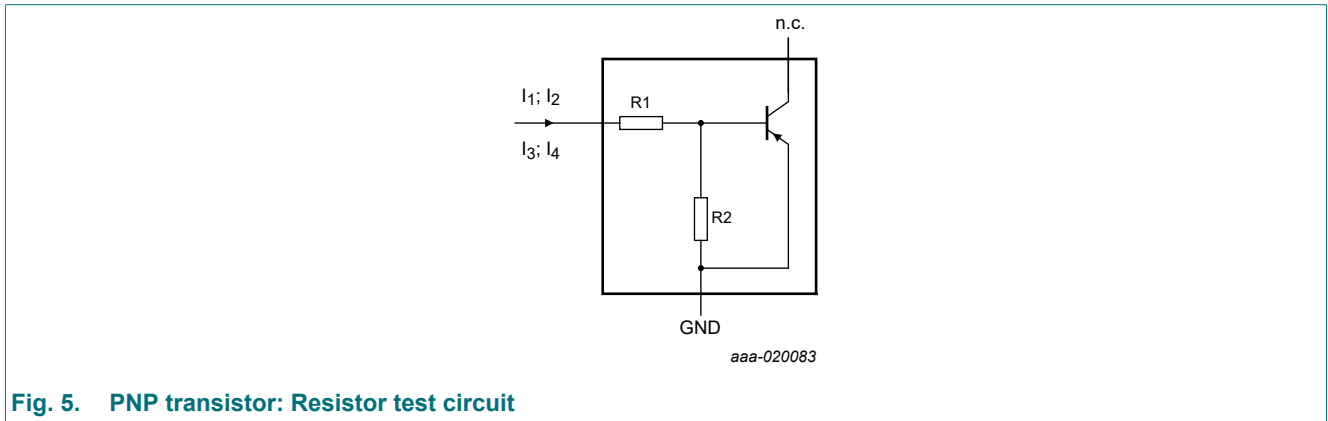 n.c.
I1; I2
R1
I3; I4
R2
GND
aaa-020083
Fig. 5. PNP transistor: Resistor test circuit